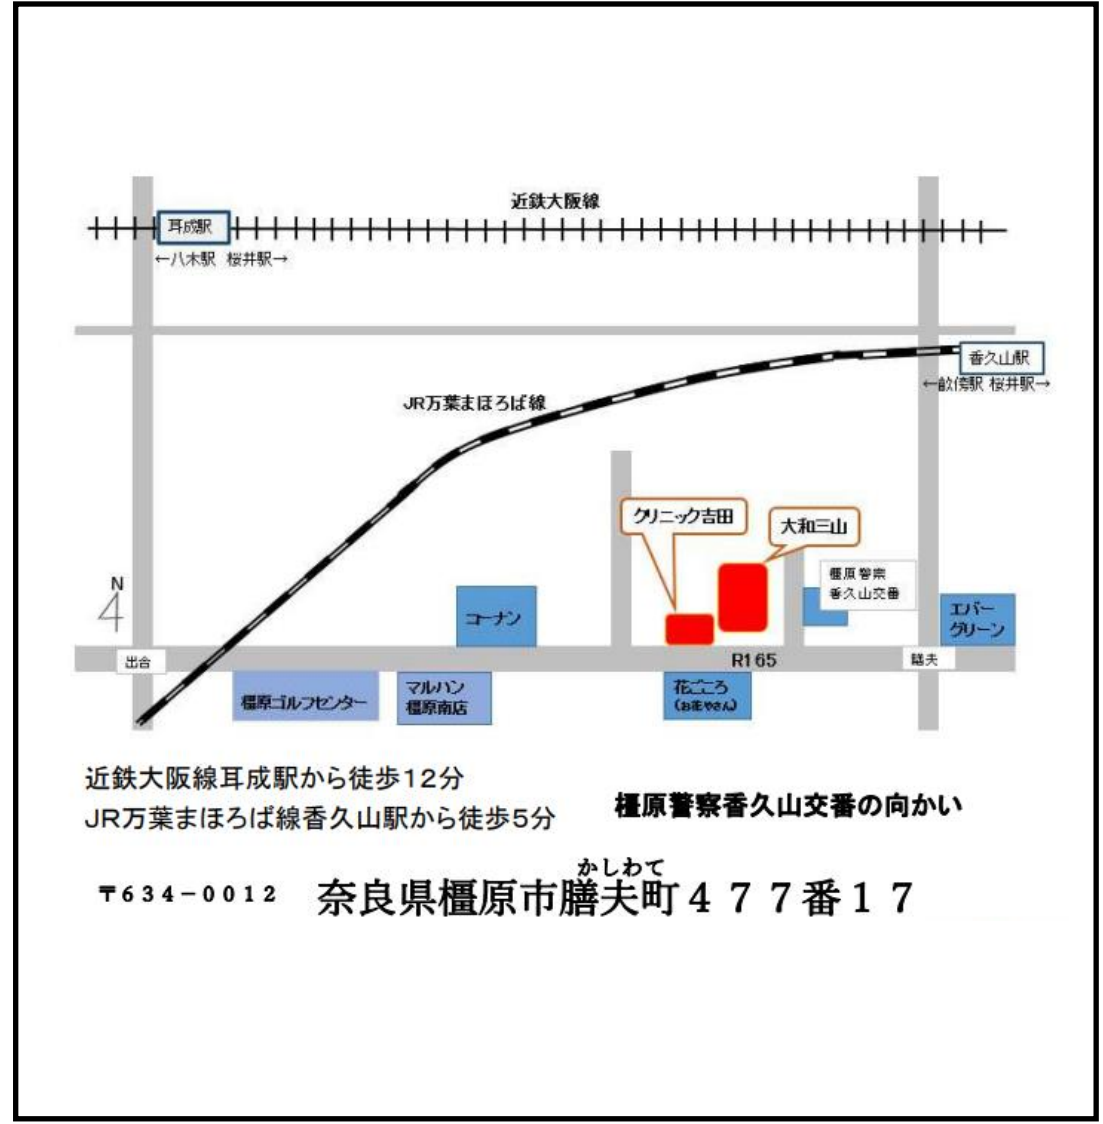 近鉄大阪線
耳成駅
←八木駅 桜井駅→
香久山駅
←畝傍駅 桜井駅→
JR万葉まほろば線
クリニック吉田
大和三山
橿原警察
香久山交番
N
コーナン
エバー
グリーン
出合
R165
膳夫
橿原ゴルフセンター
マルハン
橿原南店
花ごころ
(お花やさん)
近鉄大阪線耳成駅から徒歩12分
JR万葉まほろば線香久山駅から徒歩5分
橿原警察香久山交番の向かい
かしわて
〒634-0012 奈良県橿原市膳夫町477番17